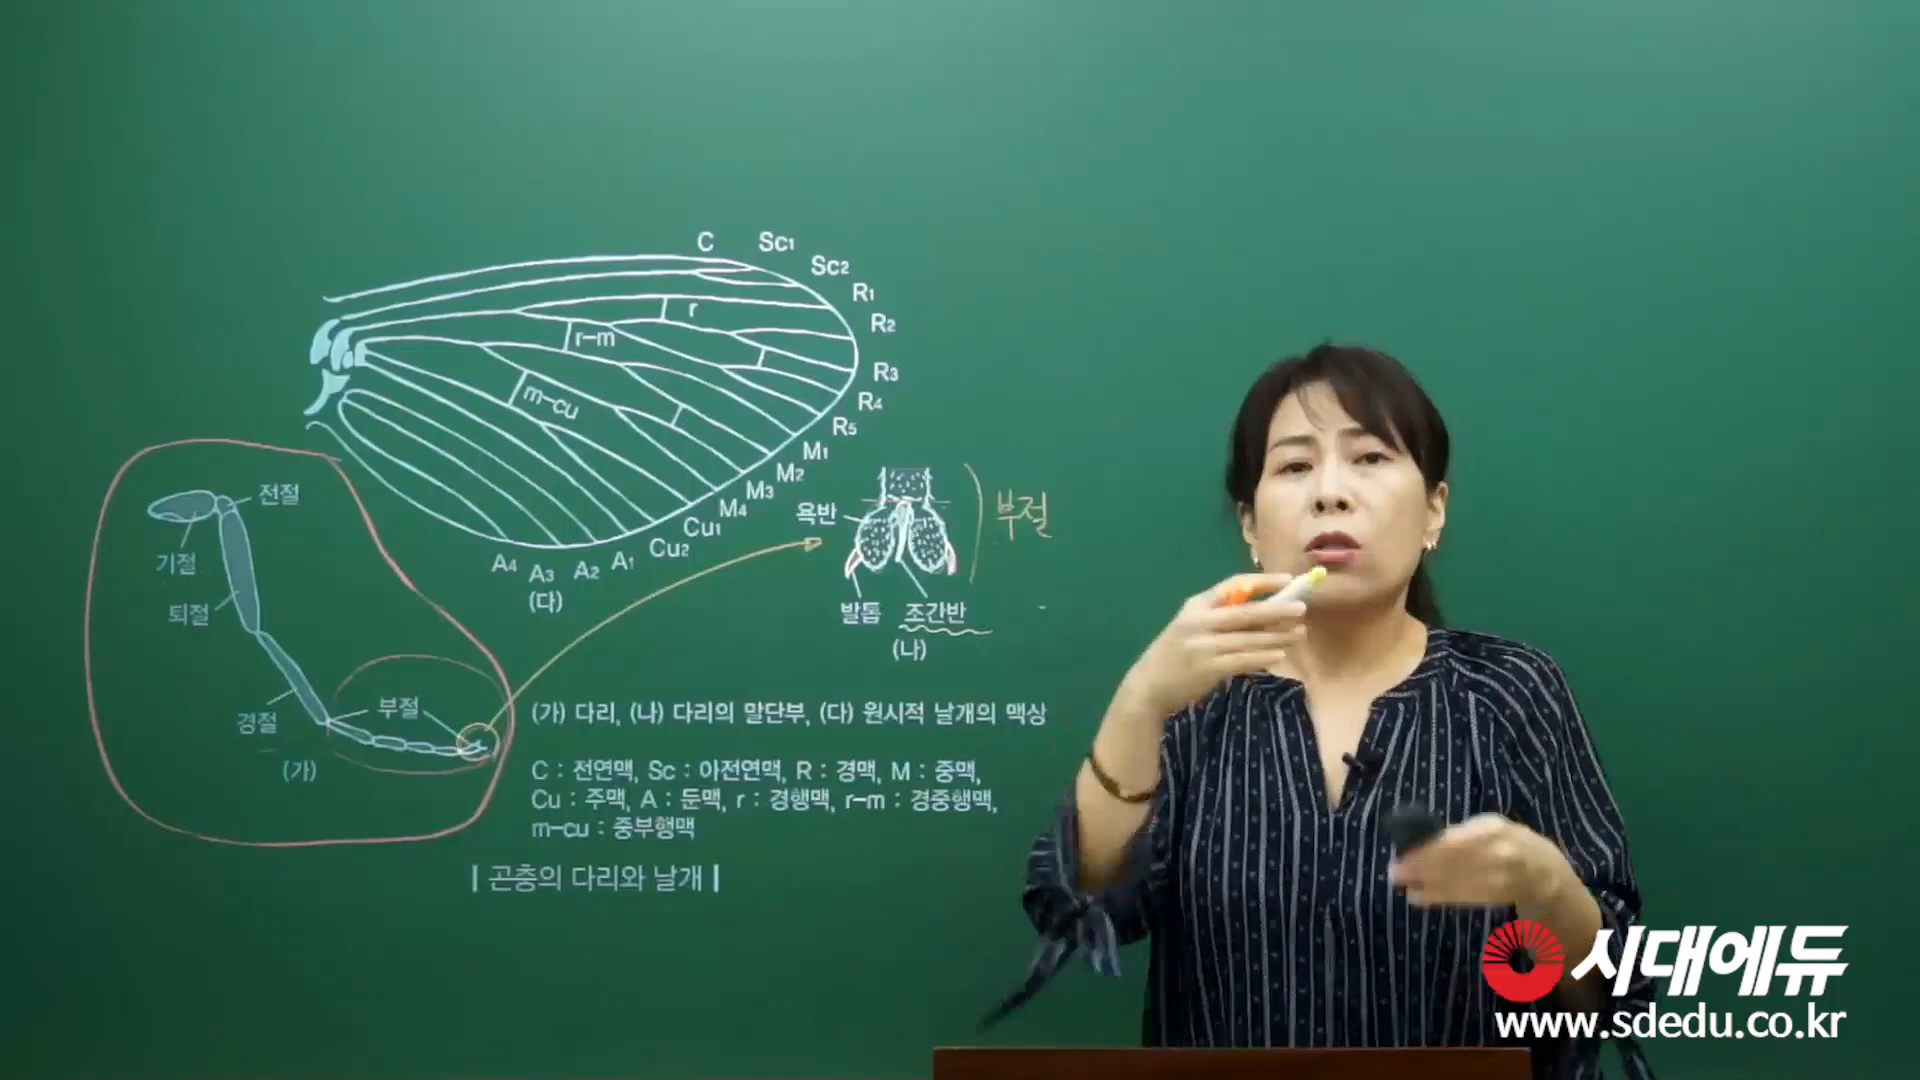 C
Sc1
Sc2
R1
R2
R3
R4
R5
M1
M2
M3
M4
Cu1
Cu2
A1
A2
A3
A4
r
r-m
m-cu
(다)
전절
기절
퇴절
경절
부절
(가)
욕반
부절
발톱 조간반
(나)
(가) 다리, (나) 다리의 말단부, (다) 원시적 날개의 맥상
C : 전연맥, Sc : 아전연맥, R : 경맥, M : 중맥,
Cu : 주맥, A : 둔맥, r : 경행맥, r-m : 경중행맥,
m-cu : 중부행맥
| 곤충의 다리와 날개 |
시대에듀
www.sdedu.co.kr